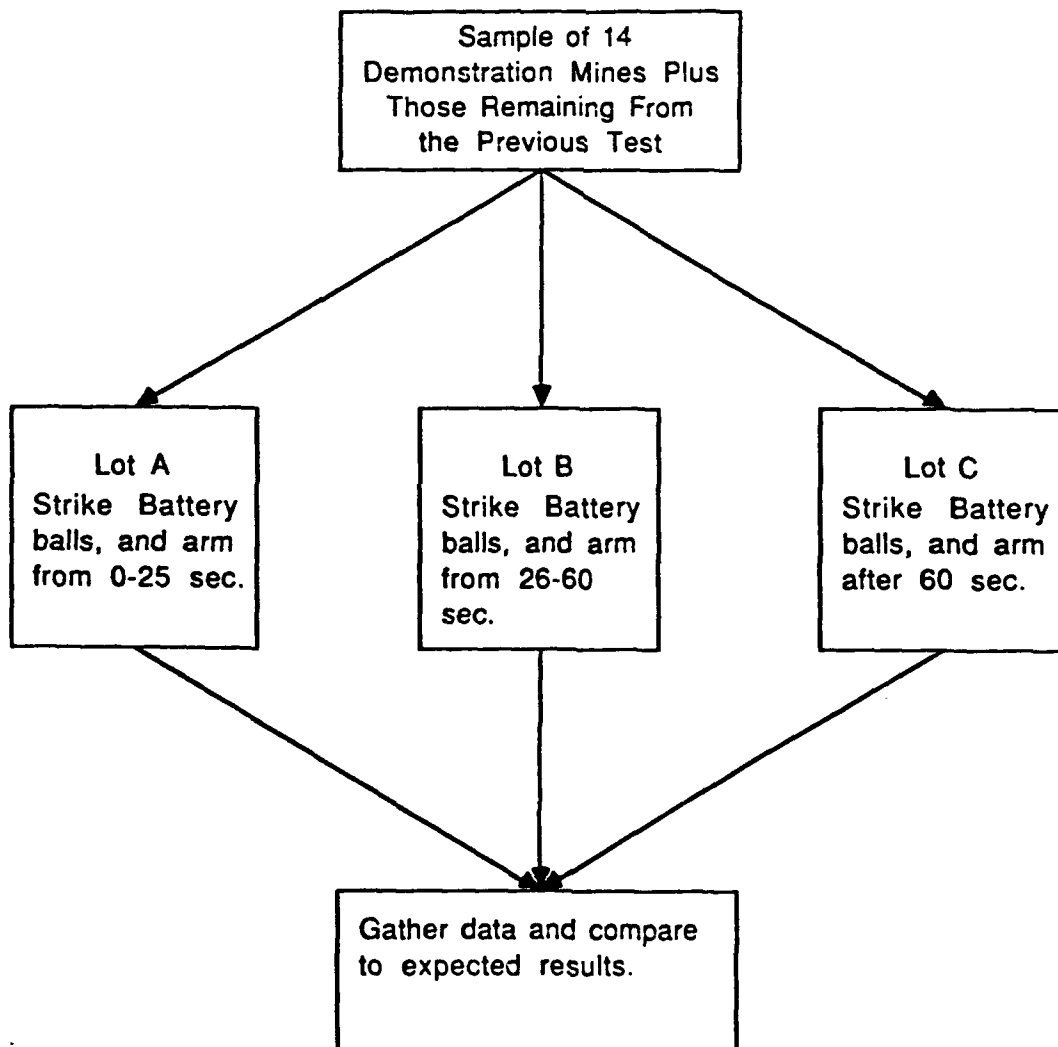 Sample of 14
Demonstration Mines Plus
Those Remaining From
the Previous Test
Lot A
Strike Battery
balls, and arm
from 0-25 sec.
Lot B
Strike Battery
balls, and arm
from 26-60
sec.
Lot C
Strike Battery
balls, and arm
after 60 sec.
Gather data and compare
to expected results.